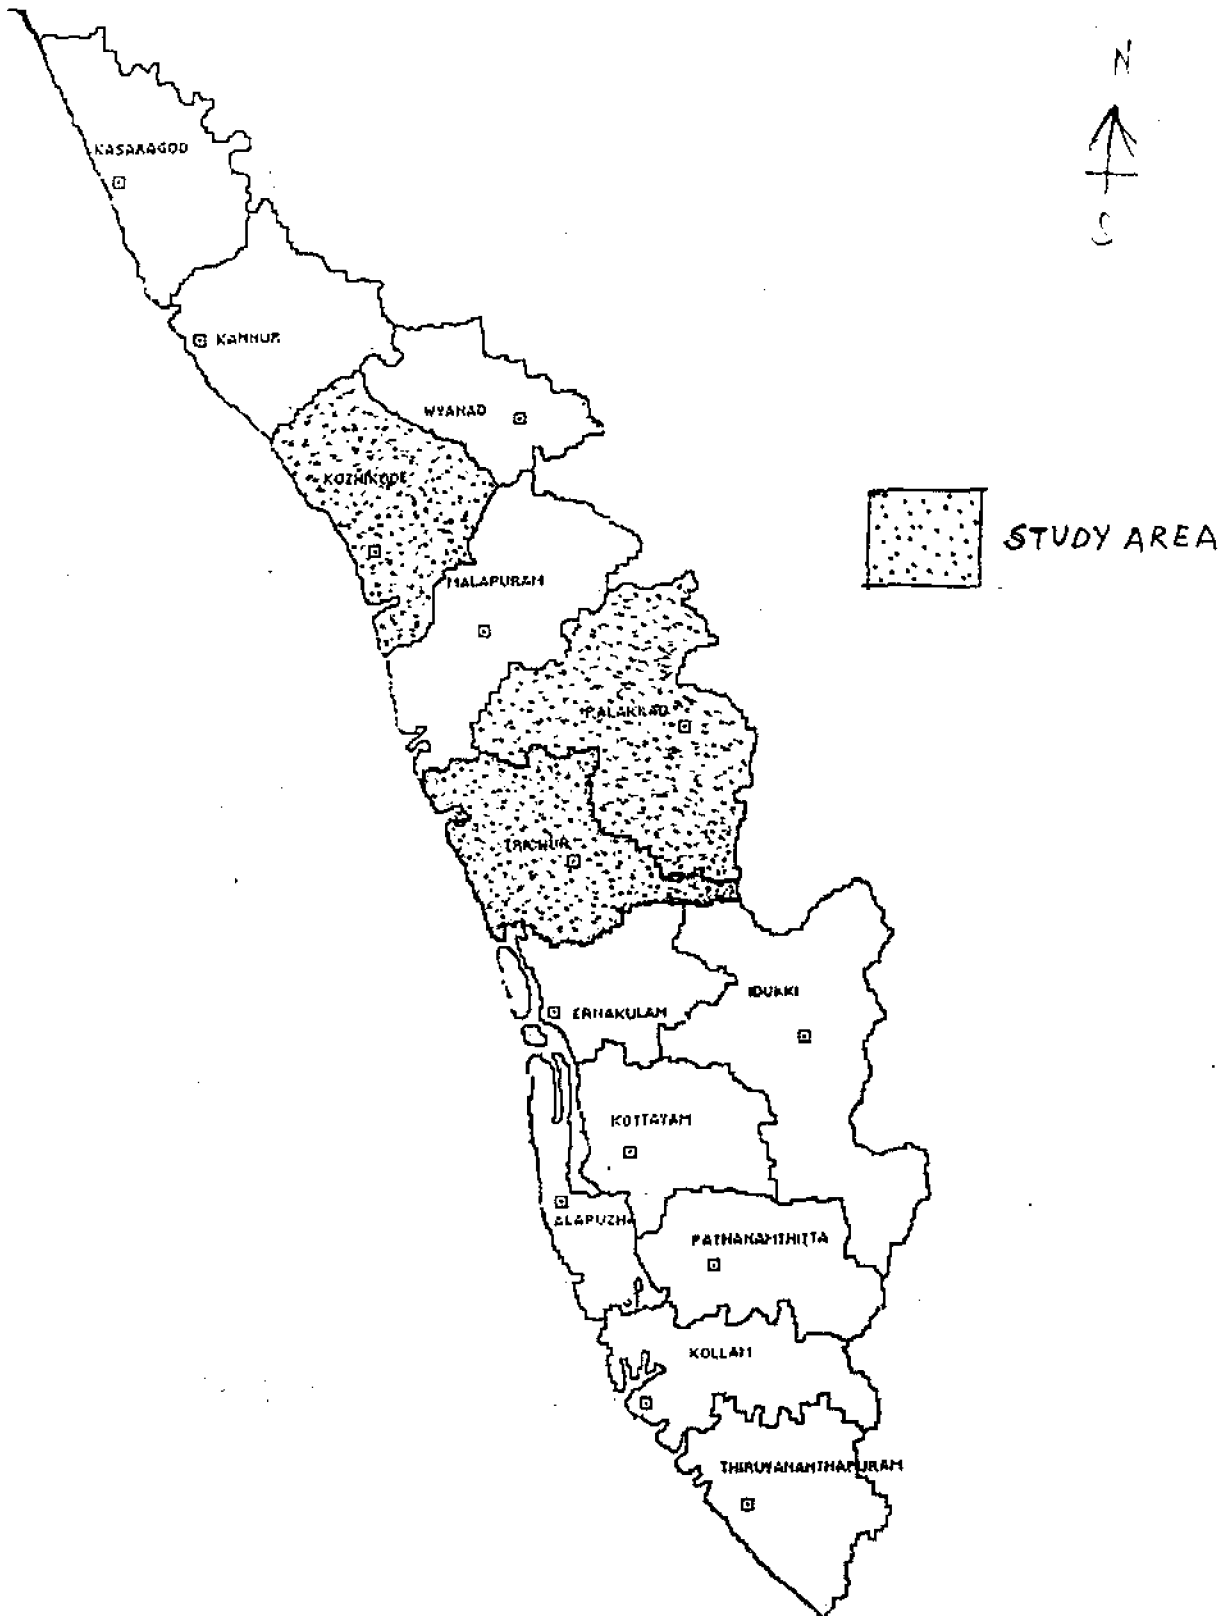 N
S
KASARAGOD
KANNUR
WYANAD
KOZHIKODE
STUDY AREA
MALAPURAM
PALAKKAD
TRICHUR
IDUKKI
ERNAKULAM
KOTTAYAM
ALAPUZHA
PATHANAMTHITTA
KOLLAM
THIRUVANANTHAPURAM